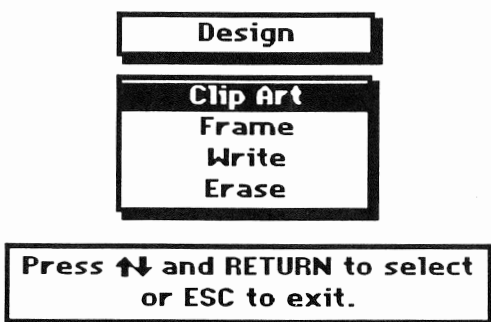 Design
Clip Art
Frame
Write
Erase
Press ↑↓ and RETURN to select
or ESC to exit.